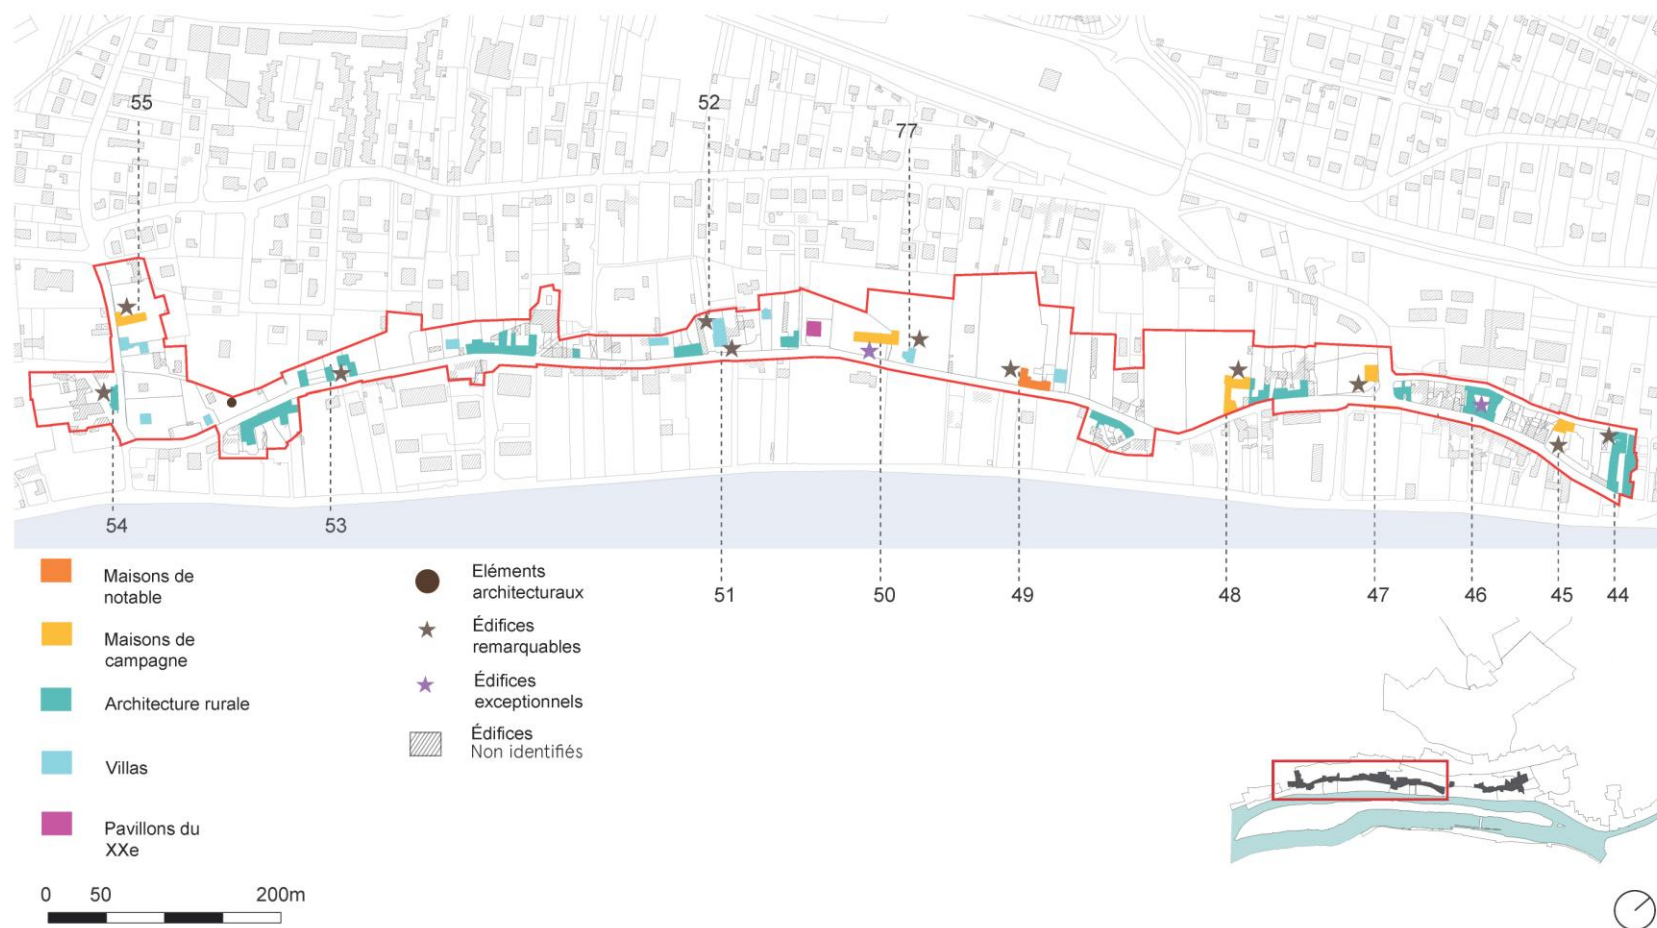 55
52
77
54
53
51
50
49
48
47
46
45
44
Maisons de
notable
Maisons de
campagne
Architecture rurale
Villas
Pavillons du
XXe
Eléments
architecturaux
Édifices
remarquables
Édifices
exceptionnels
Édifices
Non identifiés
0 50 200m